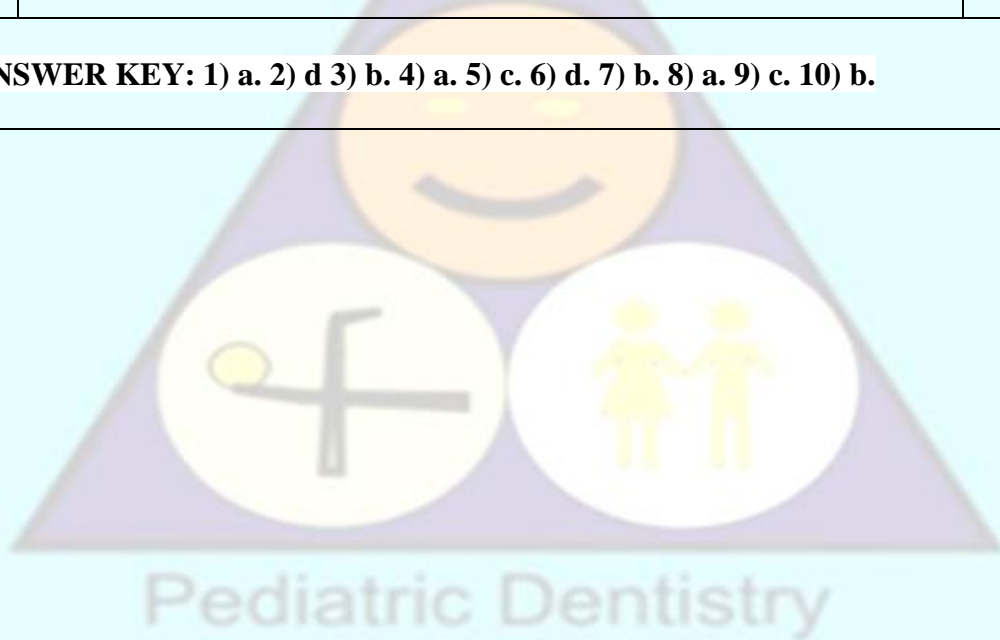 NSWER KEY: 1) a. 2) d 3) b. 4) a. 5) c. 6) d. 7) b. 8) a. 9) c. 10) b.
Pediatric Dentistry